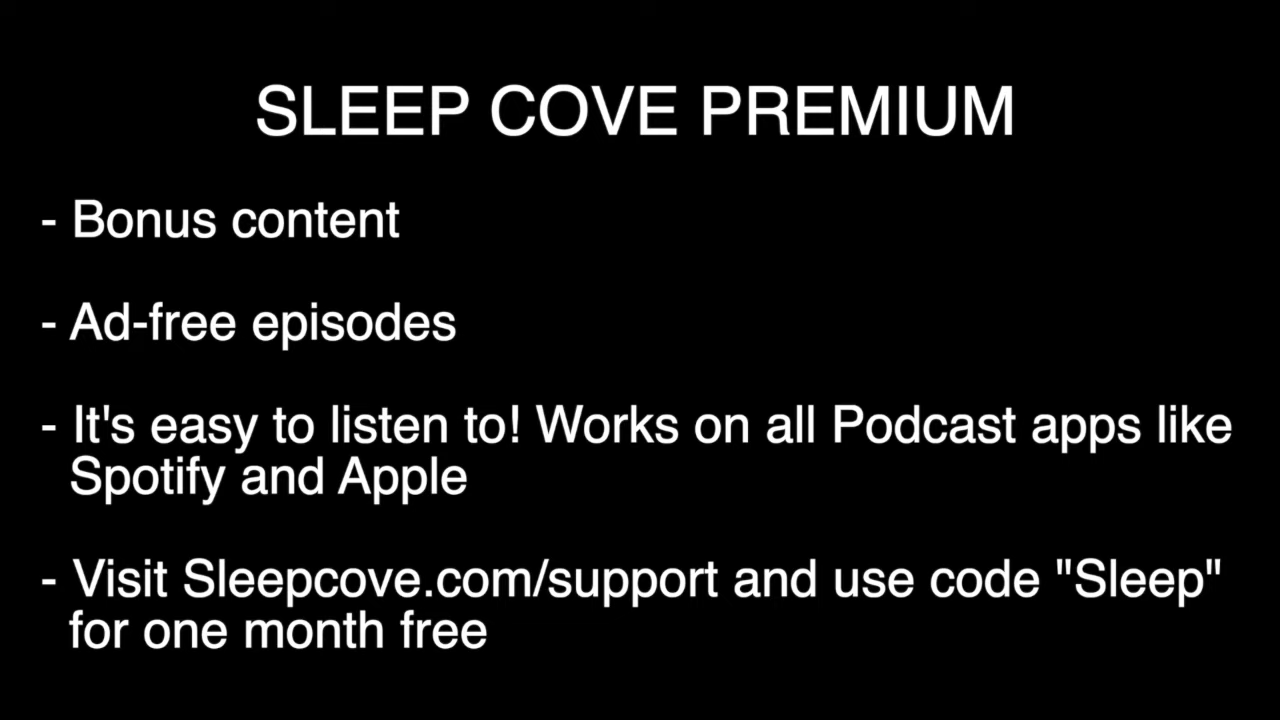 SLEEP COVE PREMIUM
- Bonus content
- Ad-free episodes
- It's easy to listen to! Works on all Podcast apps like
Spotify and Apple
- Visit Sleepcove.com/support and use code "Sleep"
for one month free